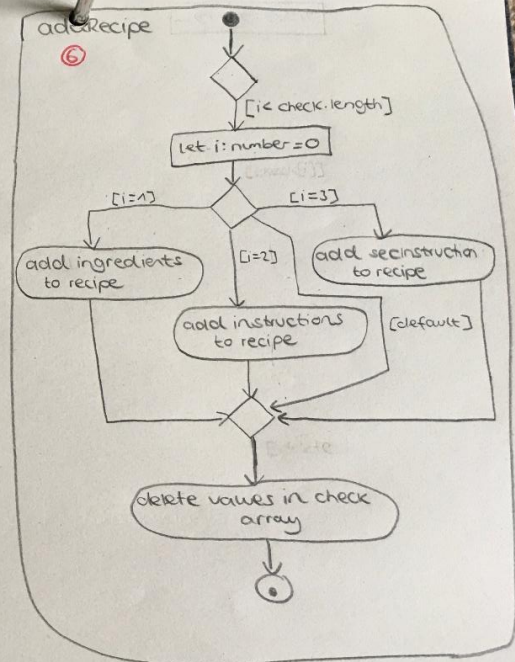 addRecipe
6
[i< check.length]
let i:number=0
[i=1]
[i=3]
add ingredients
to recipe
[i=2]
add secinstruction
to recipe
add instructions
to recipe
[default]
delete values in check
array